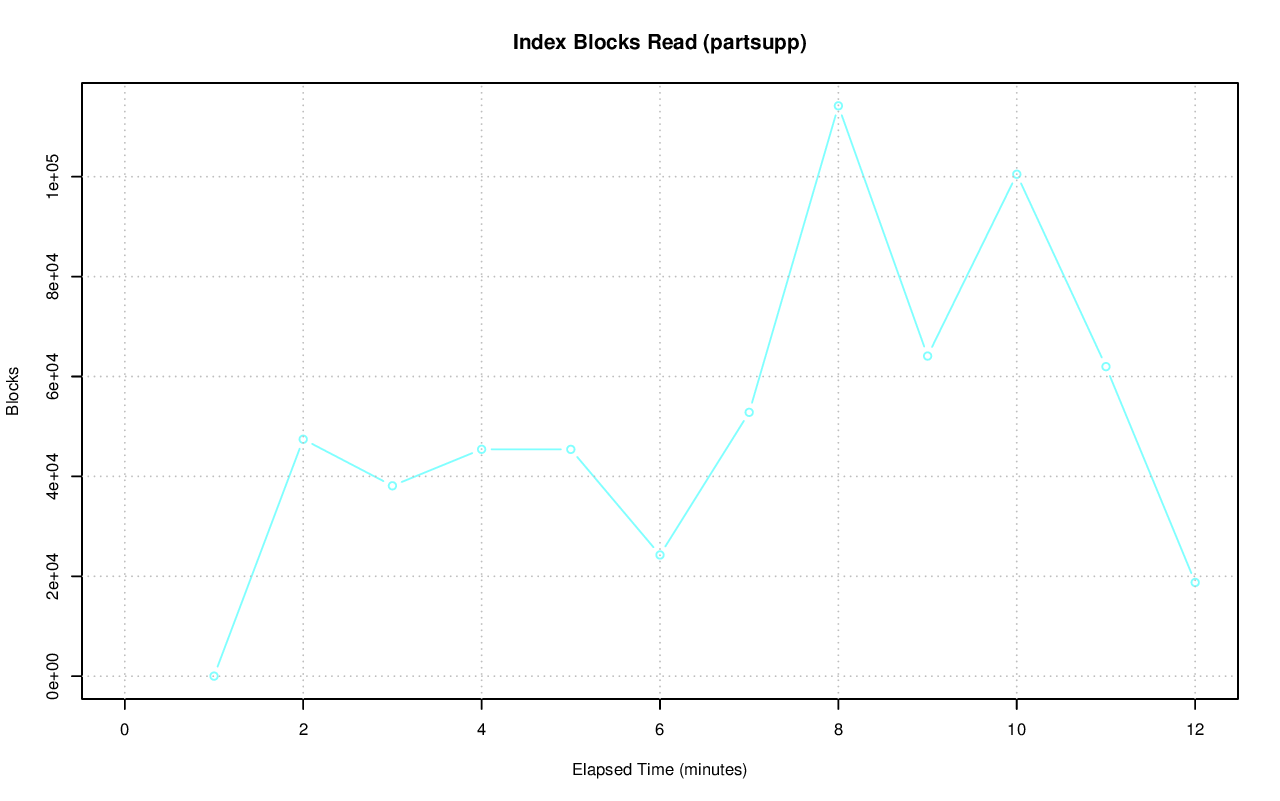 Index Blocks Read (partsupp)
1e+05
8e+04
6e+04
4e+04
2e+04
0e+00
Blocks
0 2 4 6 8 10 12
Elapsed Time (minutes)